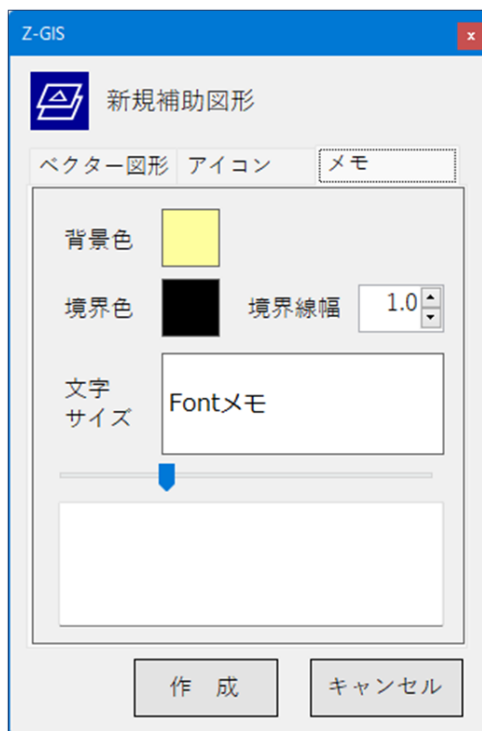 Z-GIS
x
新規補助図形
ベクター図形 アイコン メモ
背景色
境界色 境界線幅 1.0
文字
サイズ
Fontメモ
作 成 キャンセル